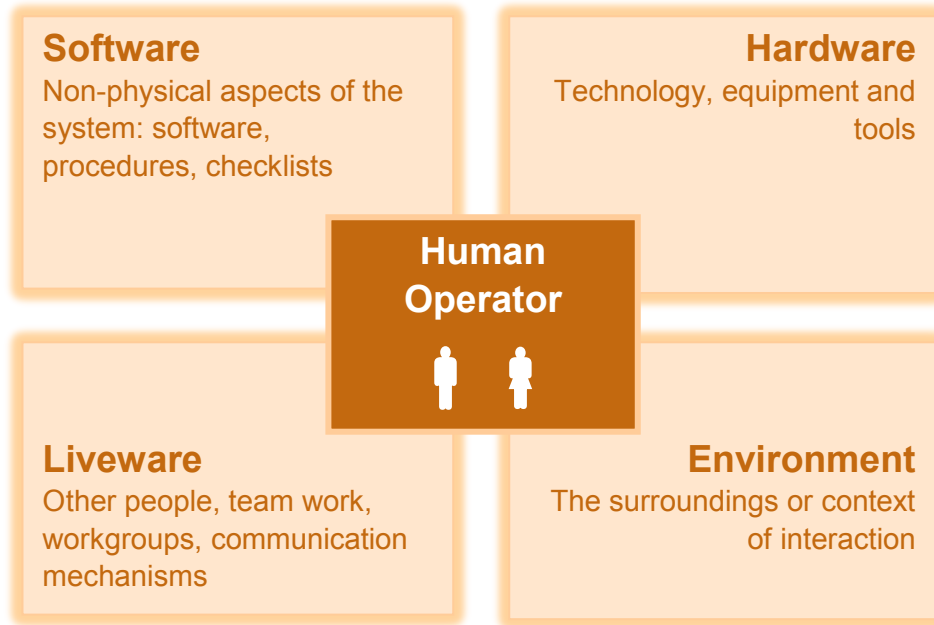 Software
Non-physical aspects of the
system: software,
procedures, checklists
Hardware
Technology, equipment and
tools
Human
Operator
Liveware
Other people, team work,
workgroups, communication
mechanisms
Environment
The surroundings or context
of interaction